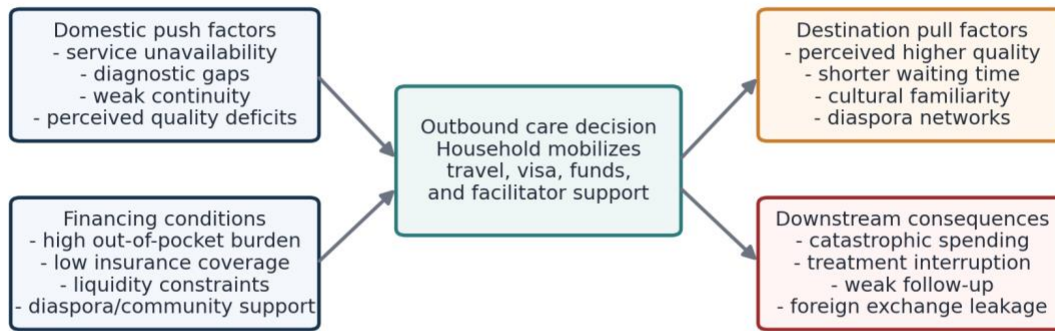 Domestic push factors
- service unavailability
- diagnostic gaps
- weak continuity
- perceived quality deficits
Financing conditions
- high out-of-pocket burden
- low insurance coverage
- liquidity constraints
- diaspora/community support
Outbound care decision
Household mobilizes
travel, visa, funds,
and facilitator support
Destination pull factors
- perceived higher quality
- shorter waiting time
- cultural familiarity
- diaspora networks
Downstream consequences
- catastrophic spending
- treatment interruption
- weak follow-up
- foreign exchange leakage